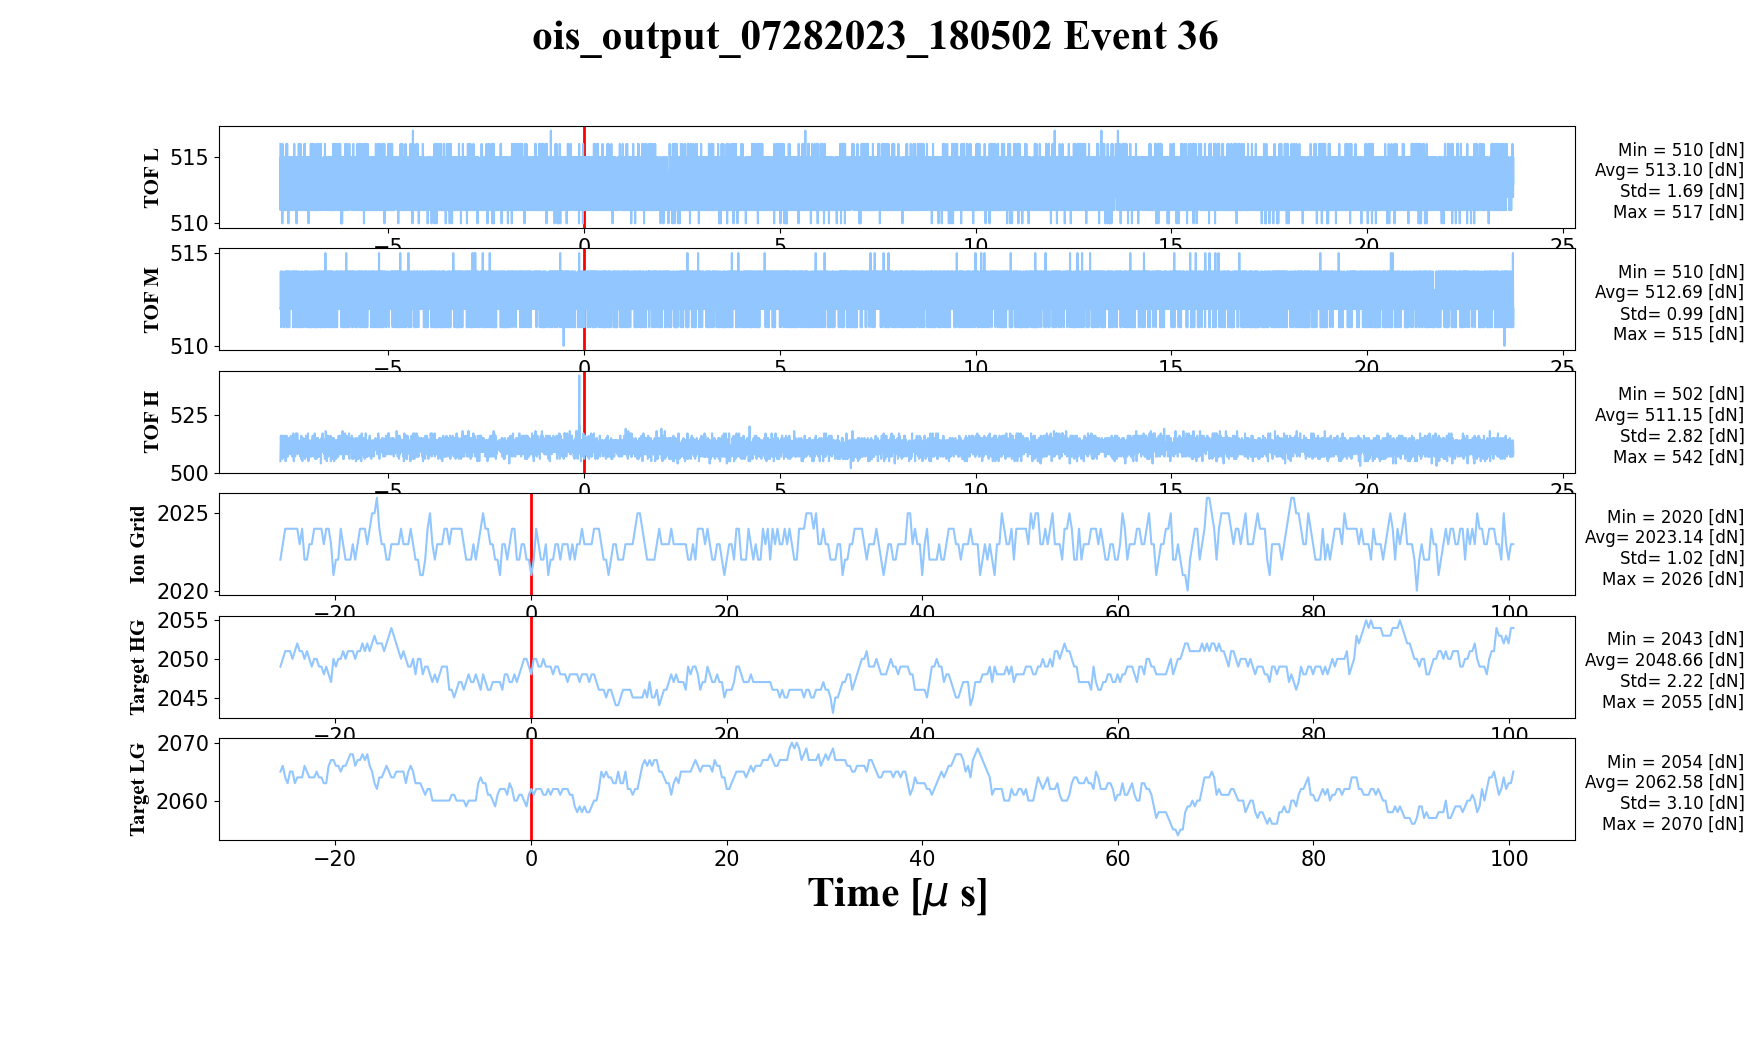 ois_output_07282023_180502 Event 36
TOF L
515
510
−5
0
5
10
15
20
25
Min = 510 [dN]
Avg= 513.10 [dN]
Std= 1.69 [dN]
Max = 517 [dN]
TOF M
515
510
−5
0
5
10
15
20
25
Min = 510 [dN]
Avg= 512.69 [dN]
Std= 0.99 [dN]
Max = 515 [dN]
TOF H
525
500
−5
0
5
10
15
20
25
Min = 502 [dN]
Avg= 511.15 [dN]
Std= 2.82 [dN]
Max = 542 [dN]
Ion Grid
2025
2020
−20
0
20
40
60
80
100
Min = 2020 [dN]
Avg= 2023.14 [dN]
Std= 1.02 [dN]
Max = 2026 [dN]
Target HG
2055
2050
2045
−20
0
20
40
60
80
100
Min = 2043 [dN]
Avg= 2048.66 [dN]
Std= 2.22 [dN]
Max = 2055 [dN]
Target LG
2070
2060
−20
0
20
40
60
80
100
Min = 2054 [dN]
Avg= 2062.58 [dN]
Std= 3.10 [dN]
Max = 2070 [dN]
Time [μ s]